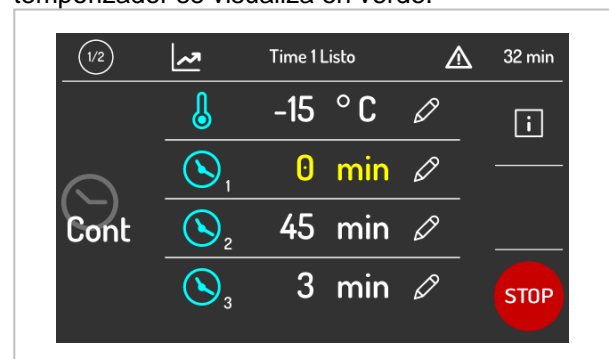 temporizador se visualiza en verde.
1/2 Time 1 Listo 32 min
-15 °C
1 0 min
Cont 2 45 min
3 3 min
i
STOP